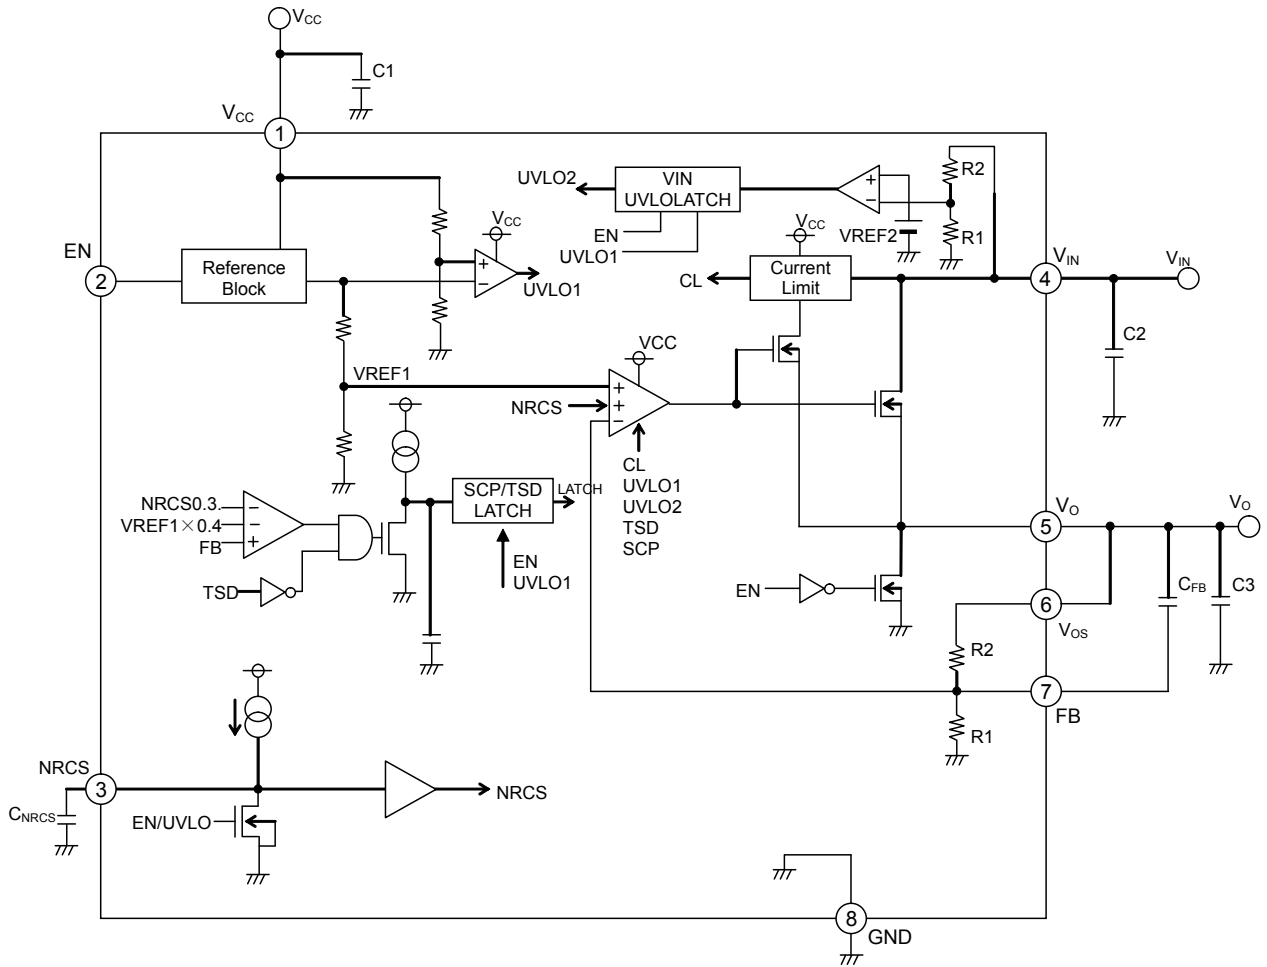 VCC
C1
VCC
1
UVLO2
VIN
UVLOLATCH
+
−
R2
R1
VREF2
EN
UVLO1
VCC
VCC
EN
2
Reference
Block
+
−
UVLO1
CL
Current
Limit
VIN
4
VIN
C2
VREF1
VCC
NRCS
+
+
−
CL
UVLO1
UVLO2
TSD
SCP
NRCS0.3.
VREF1×0.4
FB
−
−
+
TSD
SCP/TSD
LATCH
LATCH
EN
UVLO1
VO
5
VO
EN
6
VOS
CFB
C3
R2
7
FB
R1
NRCS
3
CNRCS
EN/UVLO
NRCS
8
GND